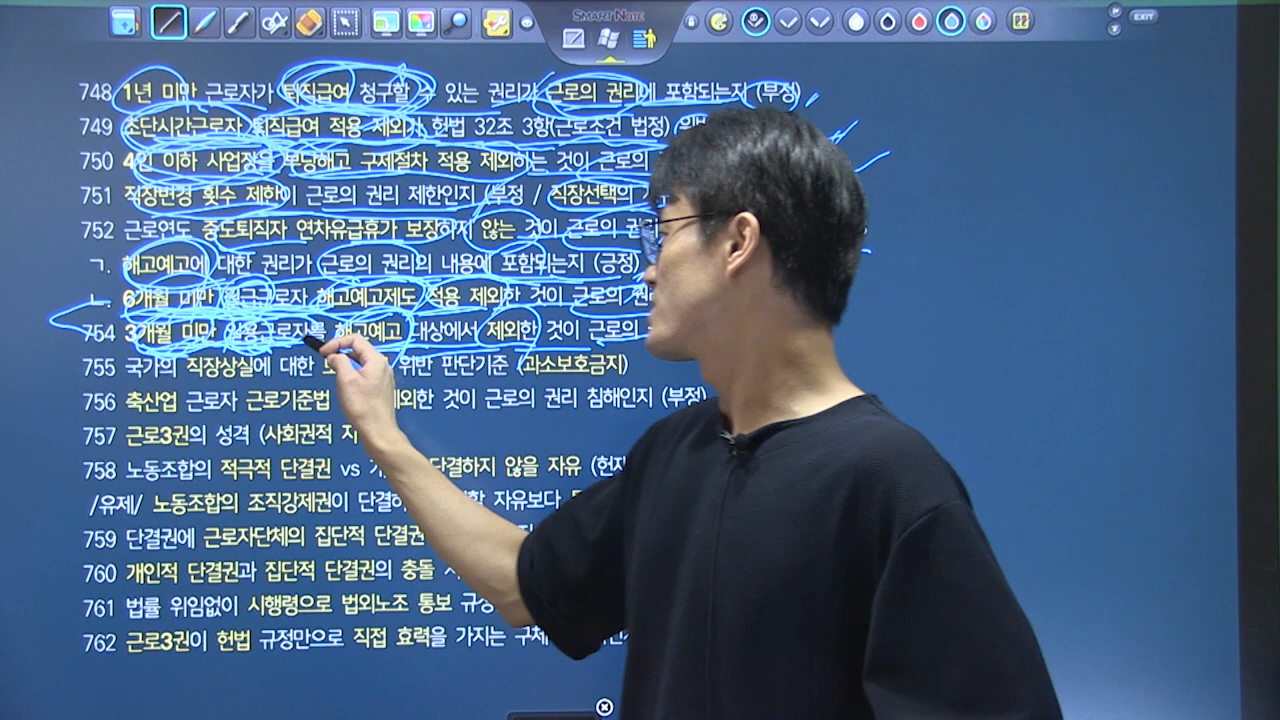 SMARTNOTE
EXIT
748 1년 미만 근로자가 퇴직급여 청구할 수 있는 권리가 근로의 권리에 포함되는지 (부정)
749 초단시간근로자 퇴직급여 적용 제외가 헌법 32조 3항(근로조건 법정)
750 4인 이하 사업장을 부당해고 구제절차 적용 제외하는 것이 근로의
751 직장변경 횟수 제한이 근로의 권리 제한인지 (부정 / 직장선택의
752 근로연도 중도퇴직자 연차유급휴가 보장하지 않는 것이 근로의
ㄱ. 해고예고에 대한 권리가 근로의 권리의 내용에 포함되는지 (긍정)
ㄴ. 6개월 미만 월급근로자 해고예고제도 적용 제외한 것이 근로의
754 3개월 미만 일용근로자를 해고예고 대상에서 제외한 것이 근로의
755 국가의 직장상실에 대한 위반 판단기준 (과소보호금지)
756 축산업 근로자 근로기준법 외한 것이 근로의 권리 침해인지 (부정)
757 근로3권의 성격 (사회권적
758 노동조합의 적극적 단결권 vs 단결하지 않을 자유
/유제/ 노동조합의 조직강제권이 자유보다
759 단결권에 근로자단체의 집단적 단결권
760 개인적 단결권과 집단적 단결권의 충돌
761 법률 위임없이 시행령으로 법외노조 통보
762 근로3권이 헌법 규정만으로 직접 효력을 가지는